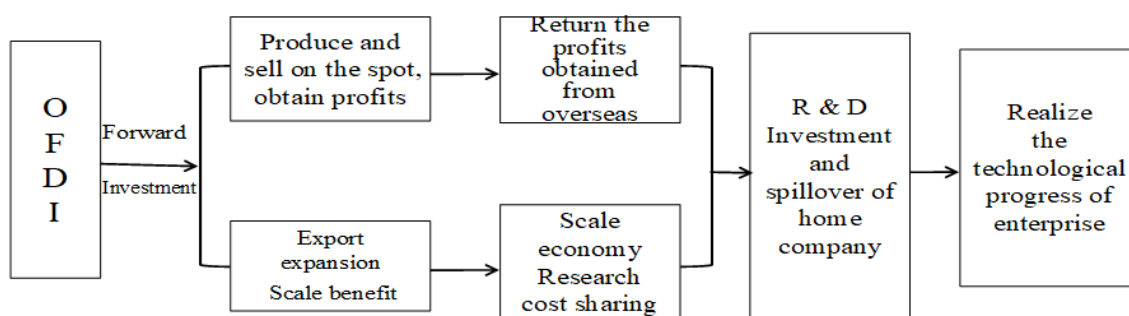 O
F
D
I
Forward
Investment
Produce and
sell on the spot,
obtain profits
Return the
profits
obtained
from
overseas
Export
expansion
Scale benefit
Scale
economy
Research
cost sharing
R & D
Investment
and
spillover of
home
company
Realize
the
technological
progress of
enterprise